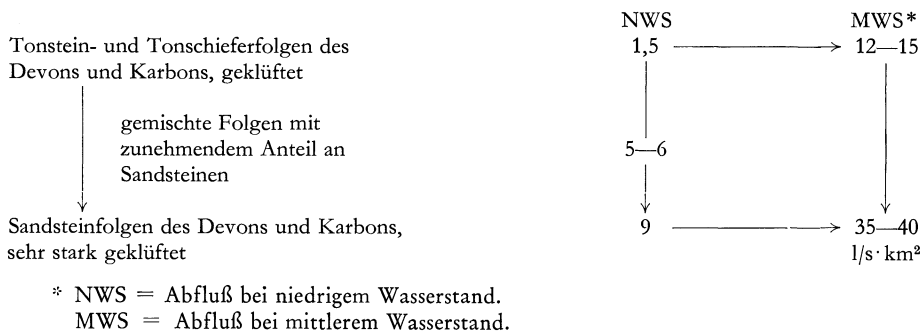 NWS MWS*
Tonstein- und Tonschieferfolgen des 1,5 12—15
Devons und Karbons, geklüftet
gemischte Folgen mit
zunehmendem Anteil an 5—6
Sandsteinen
Sandsteinfolgen des Devons und Karbons, 9 35—40
sehr stark geklüftet l/s·km²
* NWS = Abfluß bei niedrigem Wasserstand.
MWS = Abfluß bei mittlerem Wasserstand.